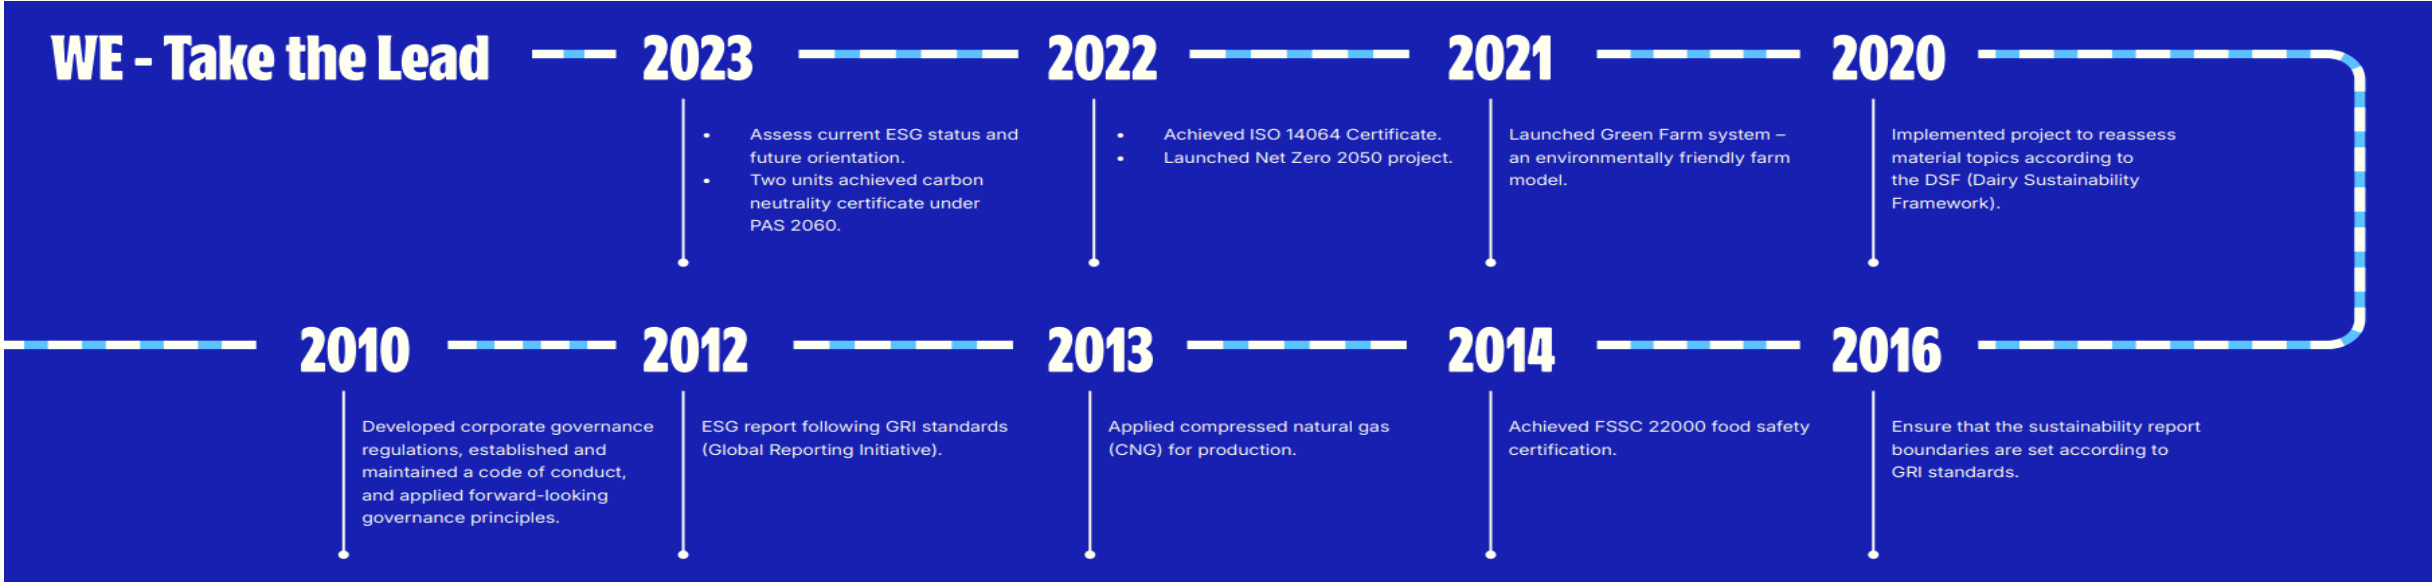 WE - Take the Lead
2023
• Assess current ESG status and
future orientation.
• Two units achieved carbon
neutrality certificate under
PAS 2060.
2022
• Achieved ISO 14064 Certificate.
• Launched Net Zero 2050 project.
2021
Launched Green Farm system –
an environmentally friendly farm
model.
2020
Implemented project to reassess
material topics according to
the DSF (Dairy Sustainability
Framework).
2010
Developed corporate governance
regulations, established and
maintained a code of conduct,
and applied forward-looking
governance principles.
2012
ESG report following GRI standards
(Global Reporting Initiative).
2013
Applied compressed natural gas
(CNG) for production.
2014
Achieved FSSC 22000 food safety
certification.
2016
Ensure that the sustainability report
boundaries are set according to
GRI standards.